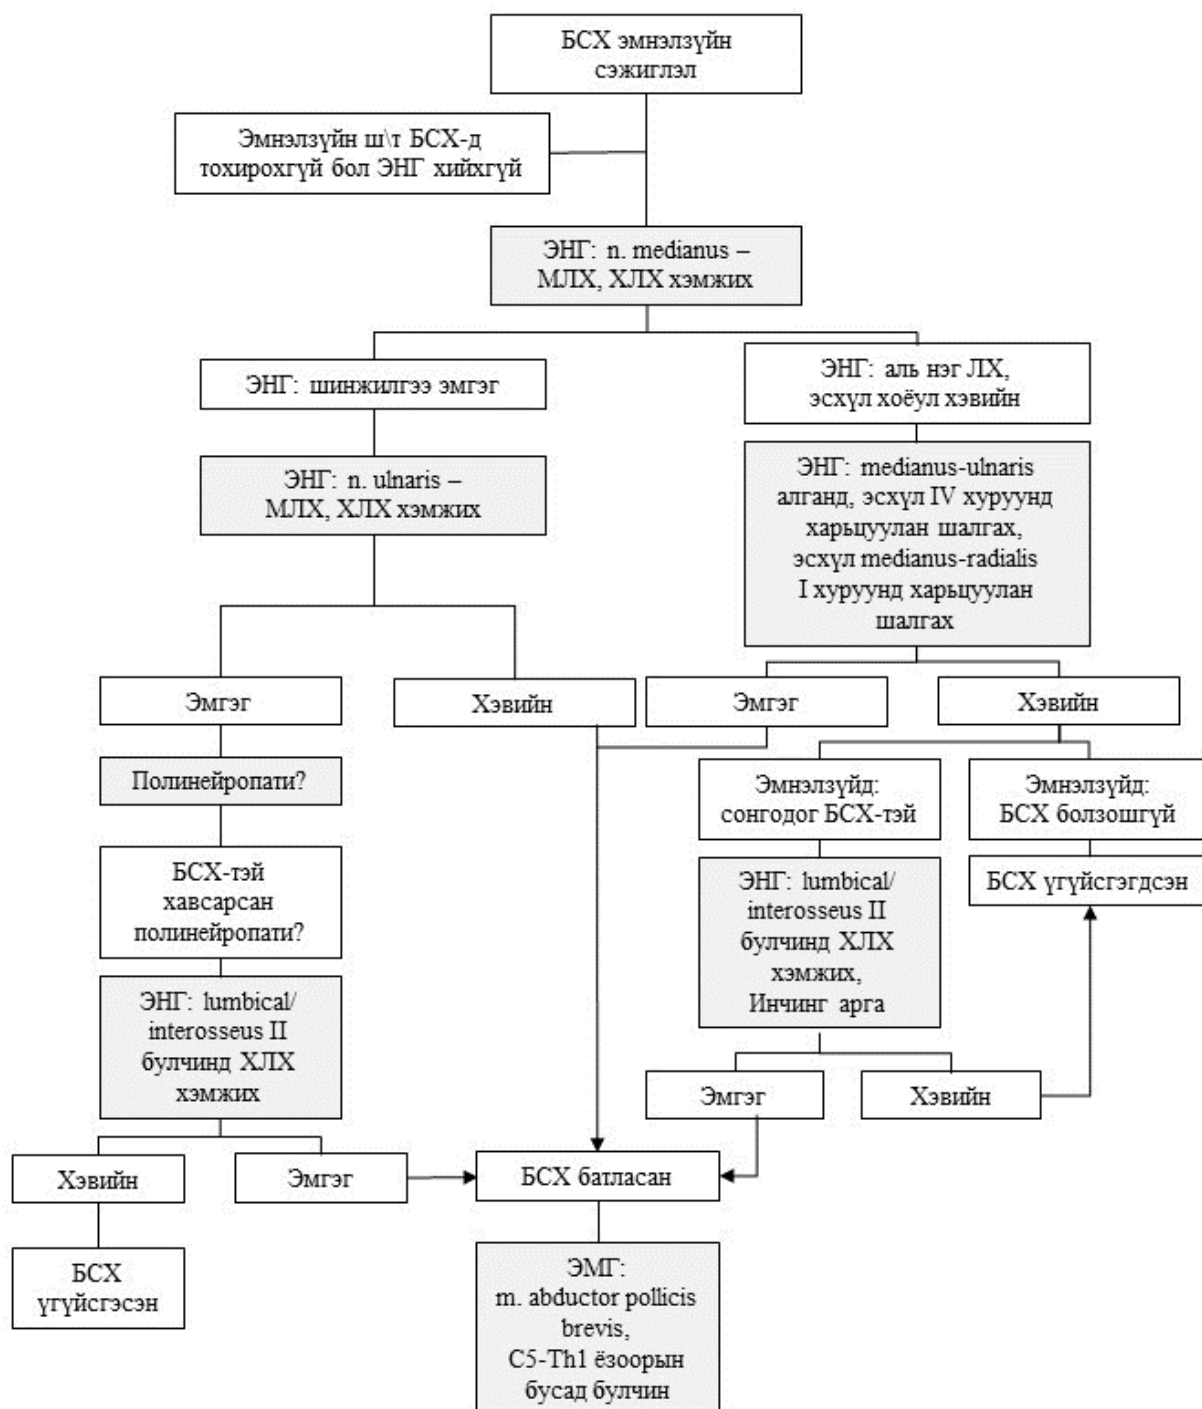 БСХ эмнэлзүйн
сэжиглэл
Эмнэлзүйн ш\т БСХ-д
тохирохгүй бол ЭНГ хийхгүй
ЭНГ: n. medianus –
МЛХ, ХЛХ хэмжих
ЭНГ: шинжилгээ эмгэг
ЭНГ: аль нэг ЛХ,
эсхүл хоёул хэвийн
ЭНГ: n. ulnaris –
МЛХ, ХЛХ хэмжих
ЭНГ: medianus-ulnaris
алганд, эсхүл IV хуруунд
харьцуулан шалгах,
эсхүл medianus-radialis
I хуруунд харьцуулан
шалгах
Эмгэг
Хэвийн
Эмгэг
Хэвийн
Полинейропати?
Эмнэлзүйд:
сонгодог БСХ-тэй
Эмнэлзүйд:
БСХ болзошгүй
БСХ-тэй
хавсарсан
полинейропати?
ЭНГ: lumbical/
interosseus II
булчинд ХЛХ
хэмжих,
Инчинг арга
БСХ үгүйсгэгдсэн
ЭНГ: lumbical/
interosseus II
булчинд ХЛХ
хэмжих
Эмгэг
Хэвийн
Хэвийн
Эмгэг
БСХ батласан
БСХ
үгүйсгэсэн
ЭМГ:
m. abductor pollicis
brevis,
C5-Th1 ёзоорын
бусад булчин